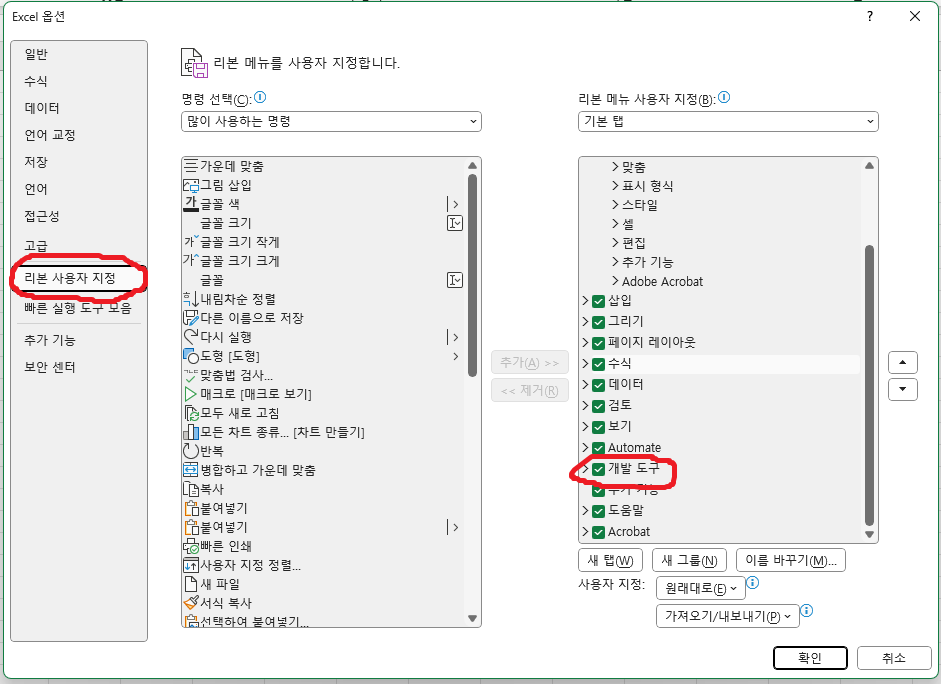 Excel 옵션
?
일반
수식
데이터
언어 교정
저장
언어
접근성
고급
리본 사용자 지정
빠른 실행 도구 모음
추가 기능
보안 센터
리본 메뉴를 사용자 지정합니다.
명령 선택(C):
많이 사용하는 명령
가운데 맞춤
그림 삽입
글꼴 색
글꼴 크기
글꼴 크기 작게
글꼴 크기 크게
글꼴
내림차순 정렬
다른 이름으로 저장
다시 실행
도형 [도형]
맞춤법 검사...
매크로 [매크로 보기]
모두 새로 고침
모든 차트 종류... [차트 만들기]
반복
병합하고 가운데 맞춤
복사
붙여넣기
붙여넣기
빠른 인쇄
사용자 지정 정렬...
새 파일
서식 복사
선택하여 붙여넣기...
추가(A) >>
<< 제거(R)
리본 메뉴 사용자 지정(B):
기본 탭
맞춤
표시 형식
스타일
셀
편집
추가 기능
Adobe Acrobat
삽입
그리기
페이지 레이아웃
수식
데이터
검토
보기
Automate
개발 도구
추가 기능
도움말
Acrobat
새 탭(W)
새 그룹(N)
이름 바꾸기(M)...
사용자 지정:
원래대로(E)
가져오기/내보내기(P)
확인
취소